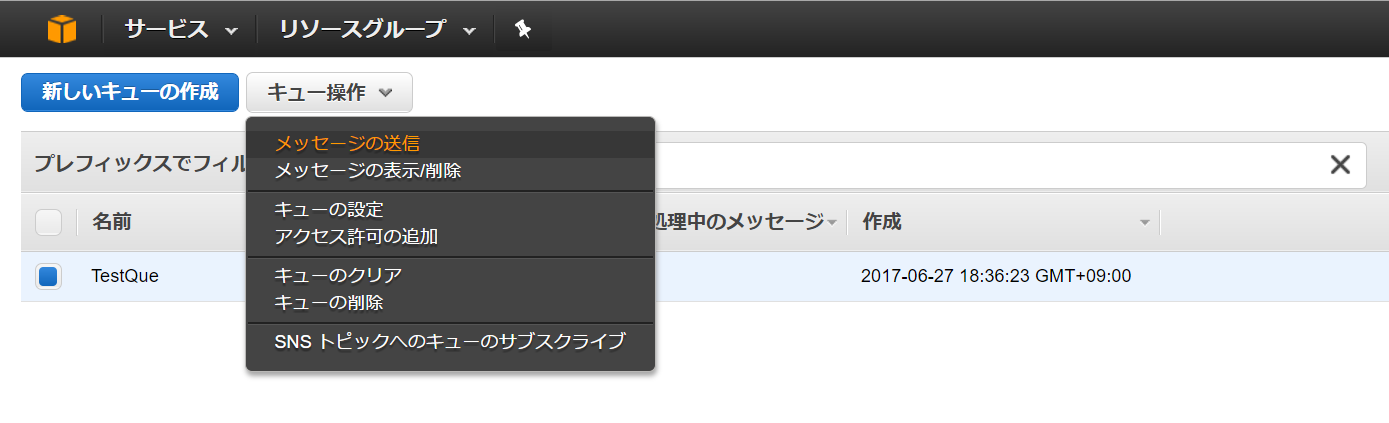 サービス リソースグループ
新しいキューの作成 キュー操作
メッセージの送信
プレフィックスでフィル
メッセージの表示/削除
キューの設定
名前 処理中のメッセージ 作成
アクセス許可の追加
キューのクリア
TestQue 2017-06-27 18:36:23 GMT+09:00
キューの削除
SNS トピックへのキューのサブスクライブ